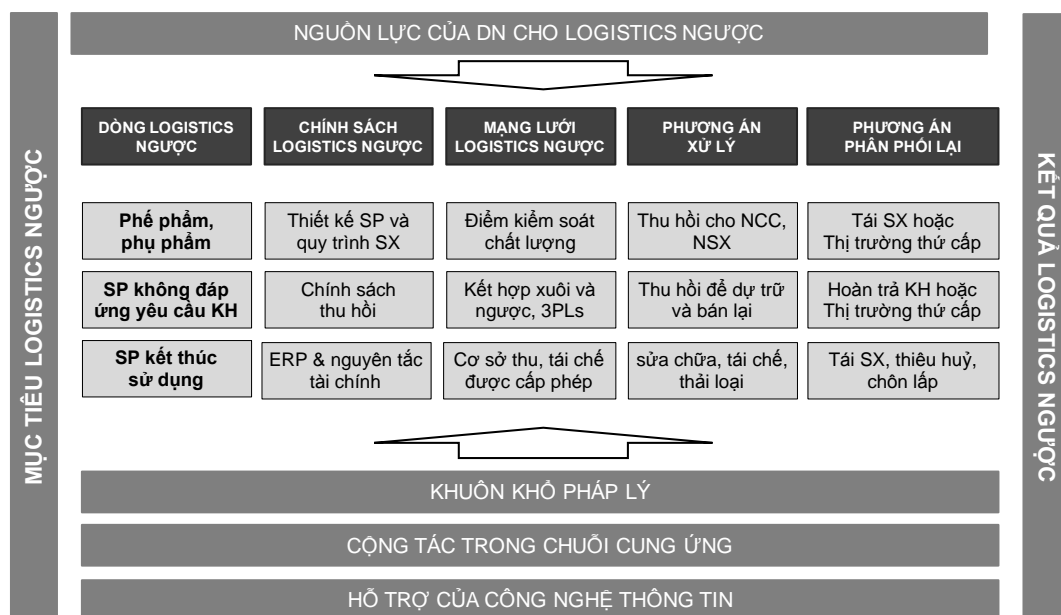 MỤC TIÊU LOGISTICS NGƯỢC
NGUỒN LỰC CỦA DN CHO LOGISTICS NGƯỢC
DÒNG LOGISTICS
NGƯỢC
CHÍNH SÁCH
LOGISTICS NGƯỢC
MẠNG LƯỚI
LOGISTICS NGƯỢC
PHƯƠNG ÁN
XỬ LÝ
PHƯƠNG ÁN
PHÂN PHỐI LẠI
Phế phẩm,
phụ phẩm
Thiết kế SP và
quy trình SX
Điểm kiểm soát
chất lượng
Thu hồi cho NCC,
NSX
Tái SX hoặc
Thị trường thứ cấp
SP không đáp
ứng yêu cầu KH
Chính sách
thu hồi
Kết hợp xuôi và
ngược, 3PLs
Thu hồi để dự trữ
và bán lại
Hoàn trả KH hoặc
Thị trường thứ cấp
SP kết thúc
sử dụng
ERP & nguyên tắc
tài chính
Cơ sở thu, tái chế
được cấp phép
sửa chữa, tái chế,
thải loại
Tái SX, thiêu huỷ,
chôn lấp
KHUÔN KHỔ PHÁP LÝ
CỘNG TÁC TRONG CHUỖI CUNG ỨNG
HỖ TRỢ CỦA CÔNG NGHỆ THÔNG TIN
KẾT QUẢ LOGISTICS NGƯỢC